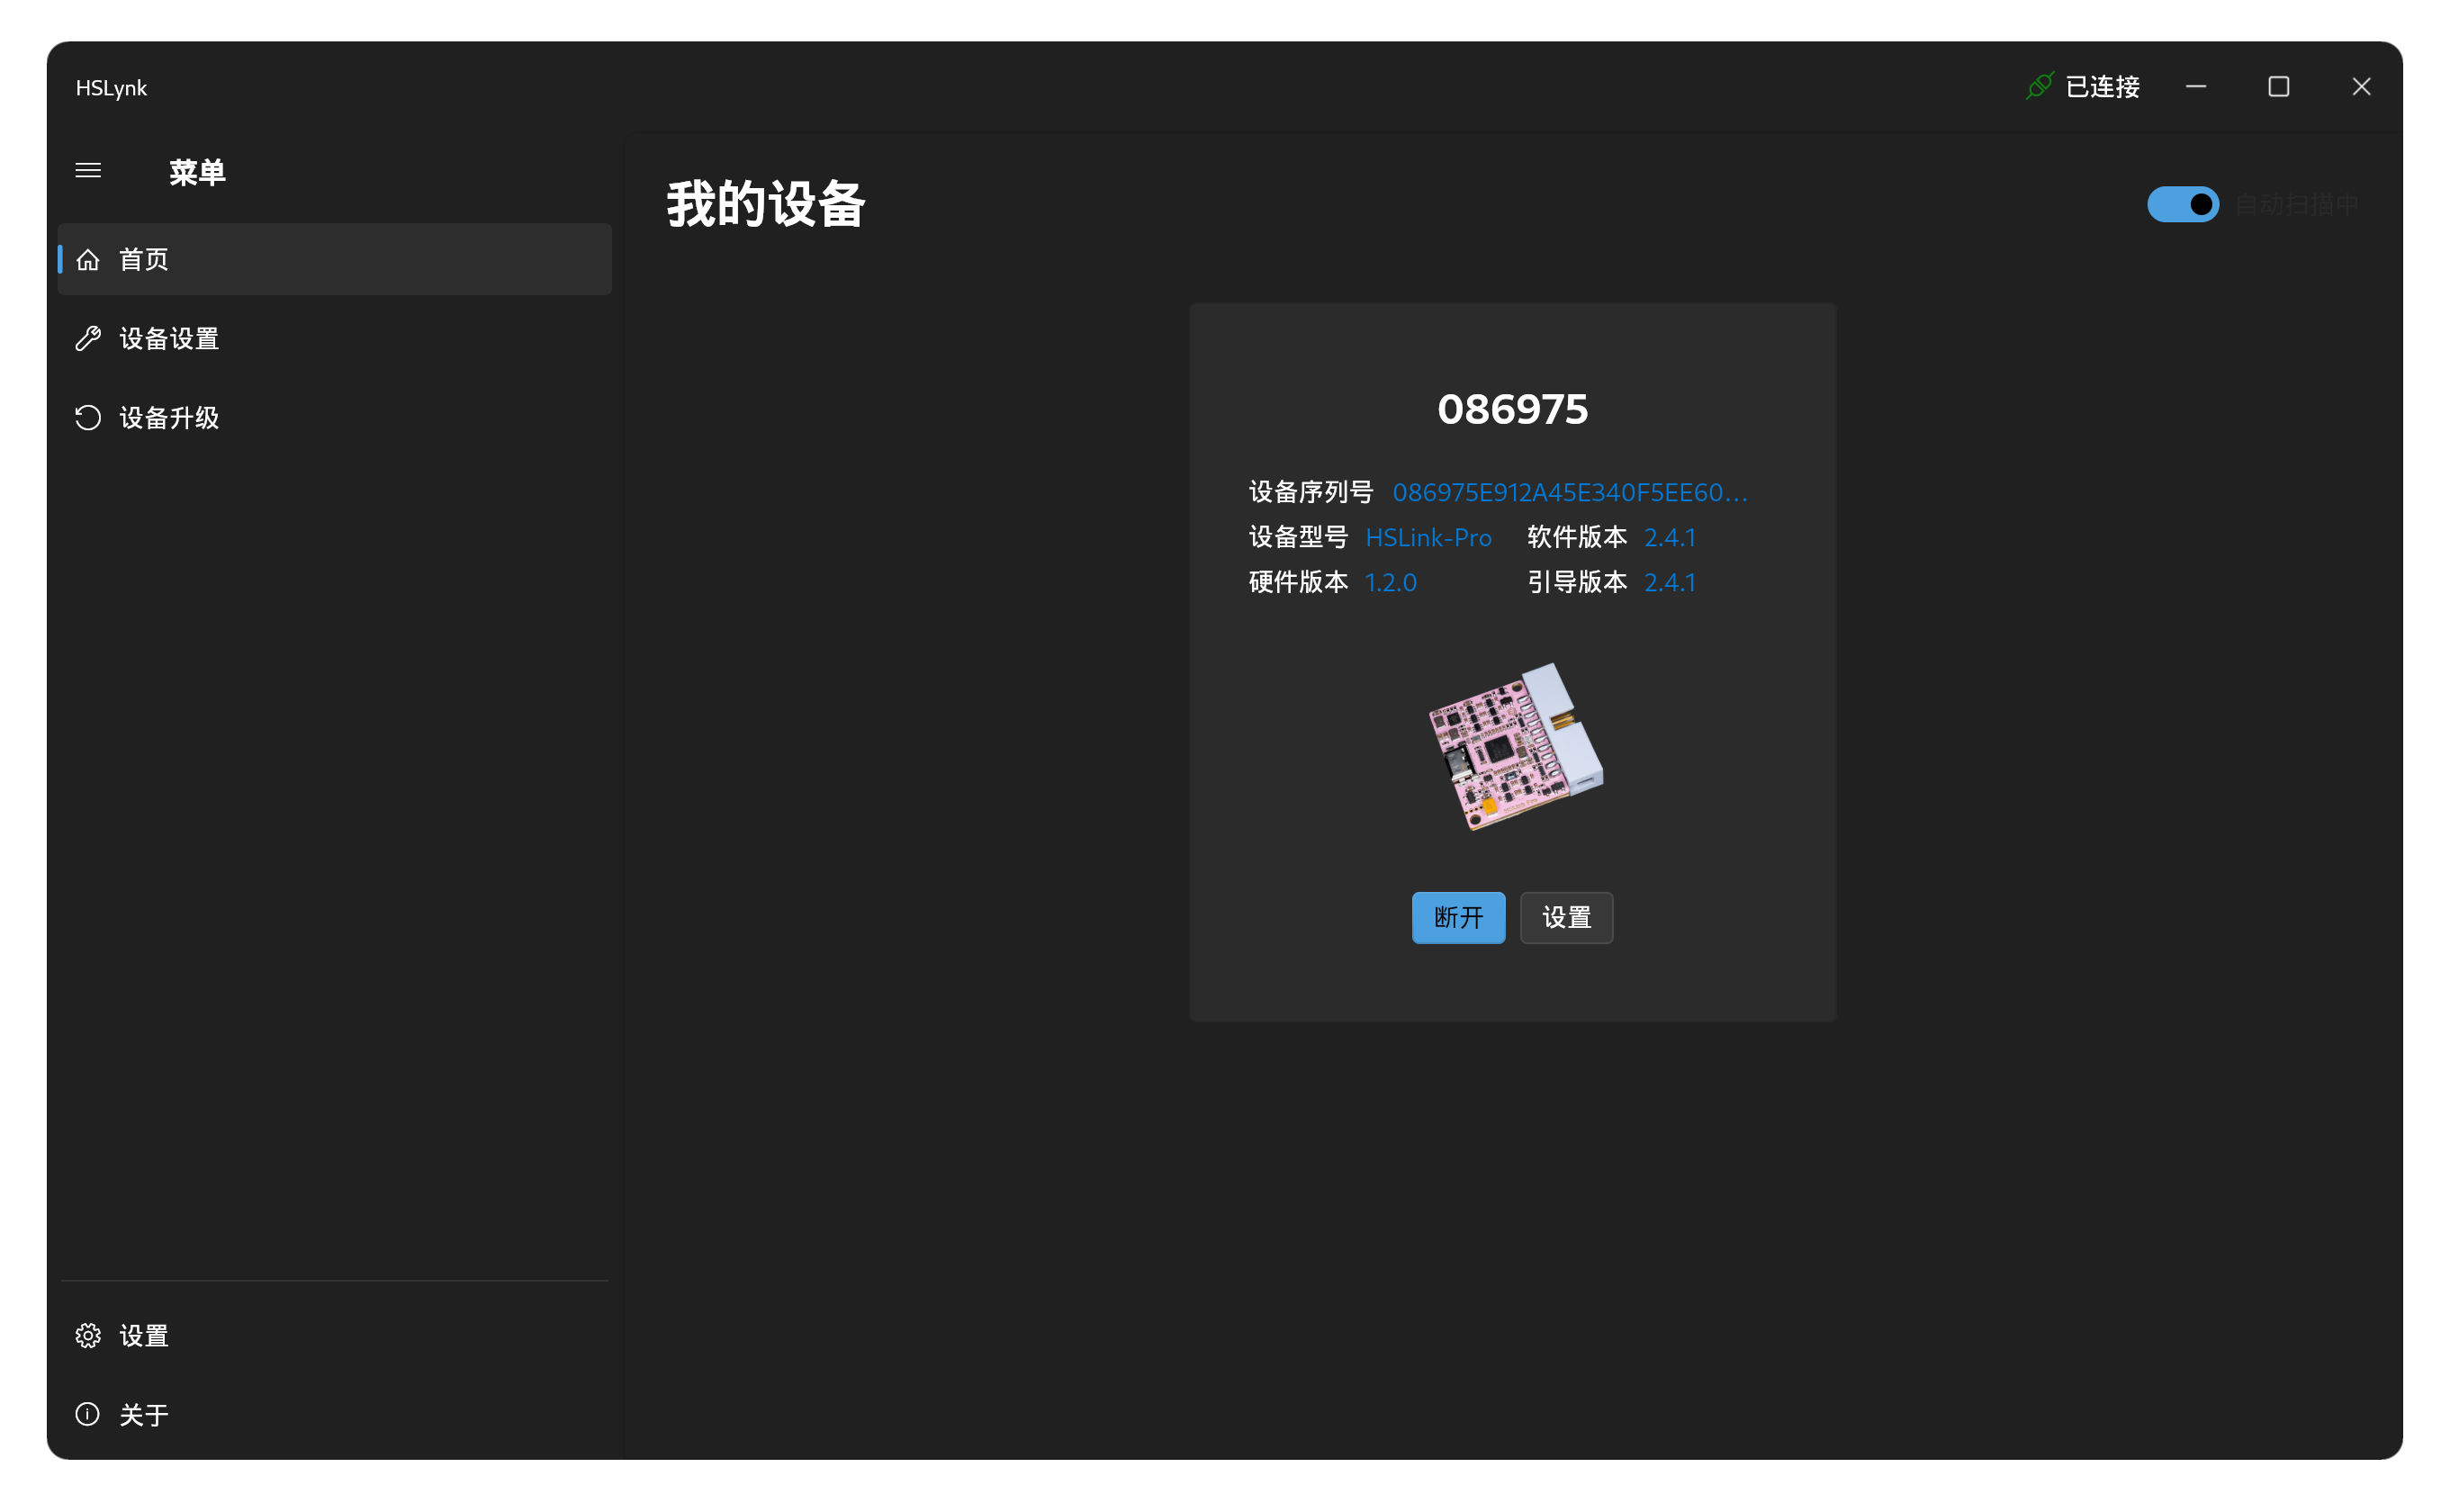 HSLynk
已连接
菜单
首页
设备设置
设备升级
设置
关于
我的设备
自动扫描中
086975
设备序列号 086975E912A45E340F5EE60...
设备型号 HSLink-Pro 软件版本 2.4.1
硬件版本 1.2.0 引导版本 2.4.1
断开 设置